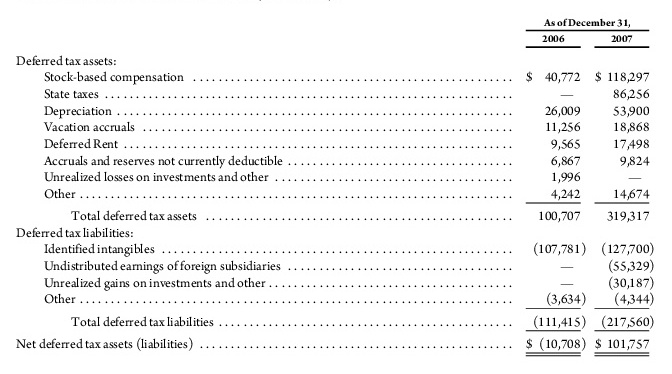 As of December 31,
2006 2007
Deferred tax assets:
Stock-based compensation $ 40,772 $ 118,297
State taxes — 86,256
Depreciation 26,009 53,900
Vacation accruals 11,256 18,868
Deferred Rent 9,565 17,498
Accruals and reserves not currently deductible 6,867 9,824
Unrealized losses on investments and other 1,996 —
Other 4,242 14,674
Total deferred tax assets 100,707 319,317
Deferred tax liabilities:
Identified intangibles (107,781) (127,700)
Undistributed earnings of foreign subsidiaries — (55,329)
Unrealized gains on investments and other — (30,187)
Other (3,634) (4,344)
Total deferred tax liabilities (111,415) (217,560)
Net deferred tax assets (liabilities) $ (10,708) $ 101,757